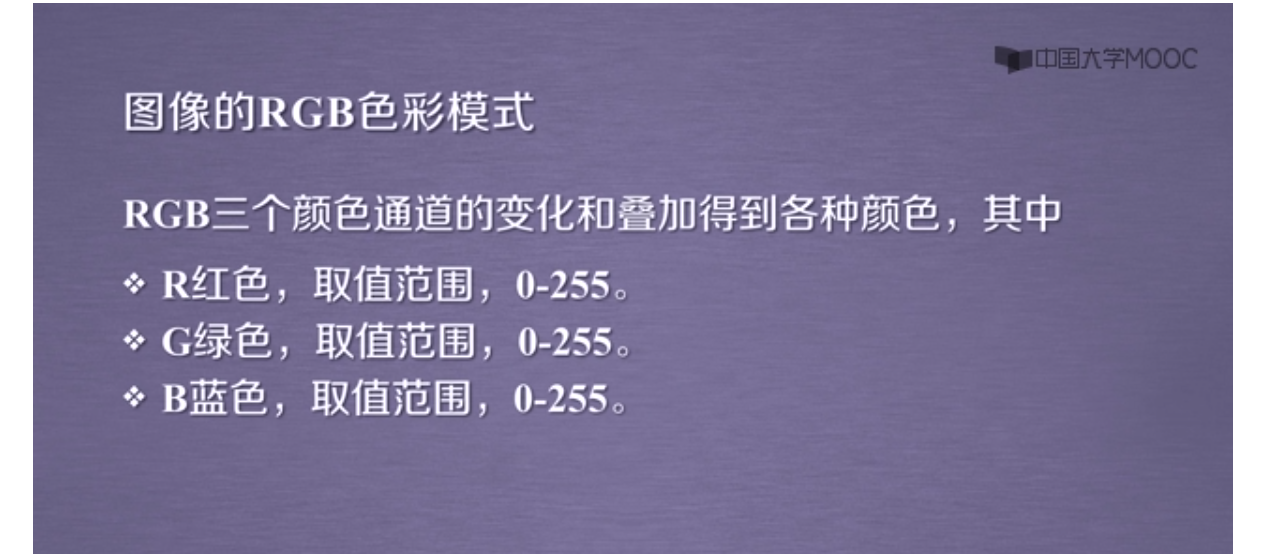 中国大学MOOC
图像的RGB色彩模式
RGB三个颜色通道的变化和叠加得到各种颜色，其中
❖ R红色，取值范围，0-255。
❖ G绿色，取值范围，0-255。
❖ B蓝色，取值范围，0-255。